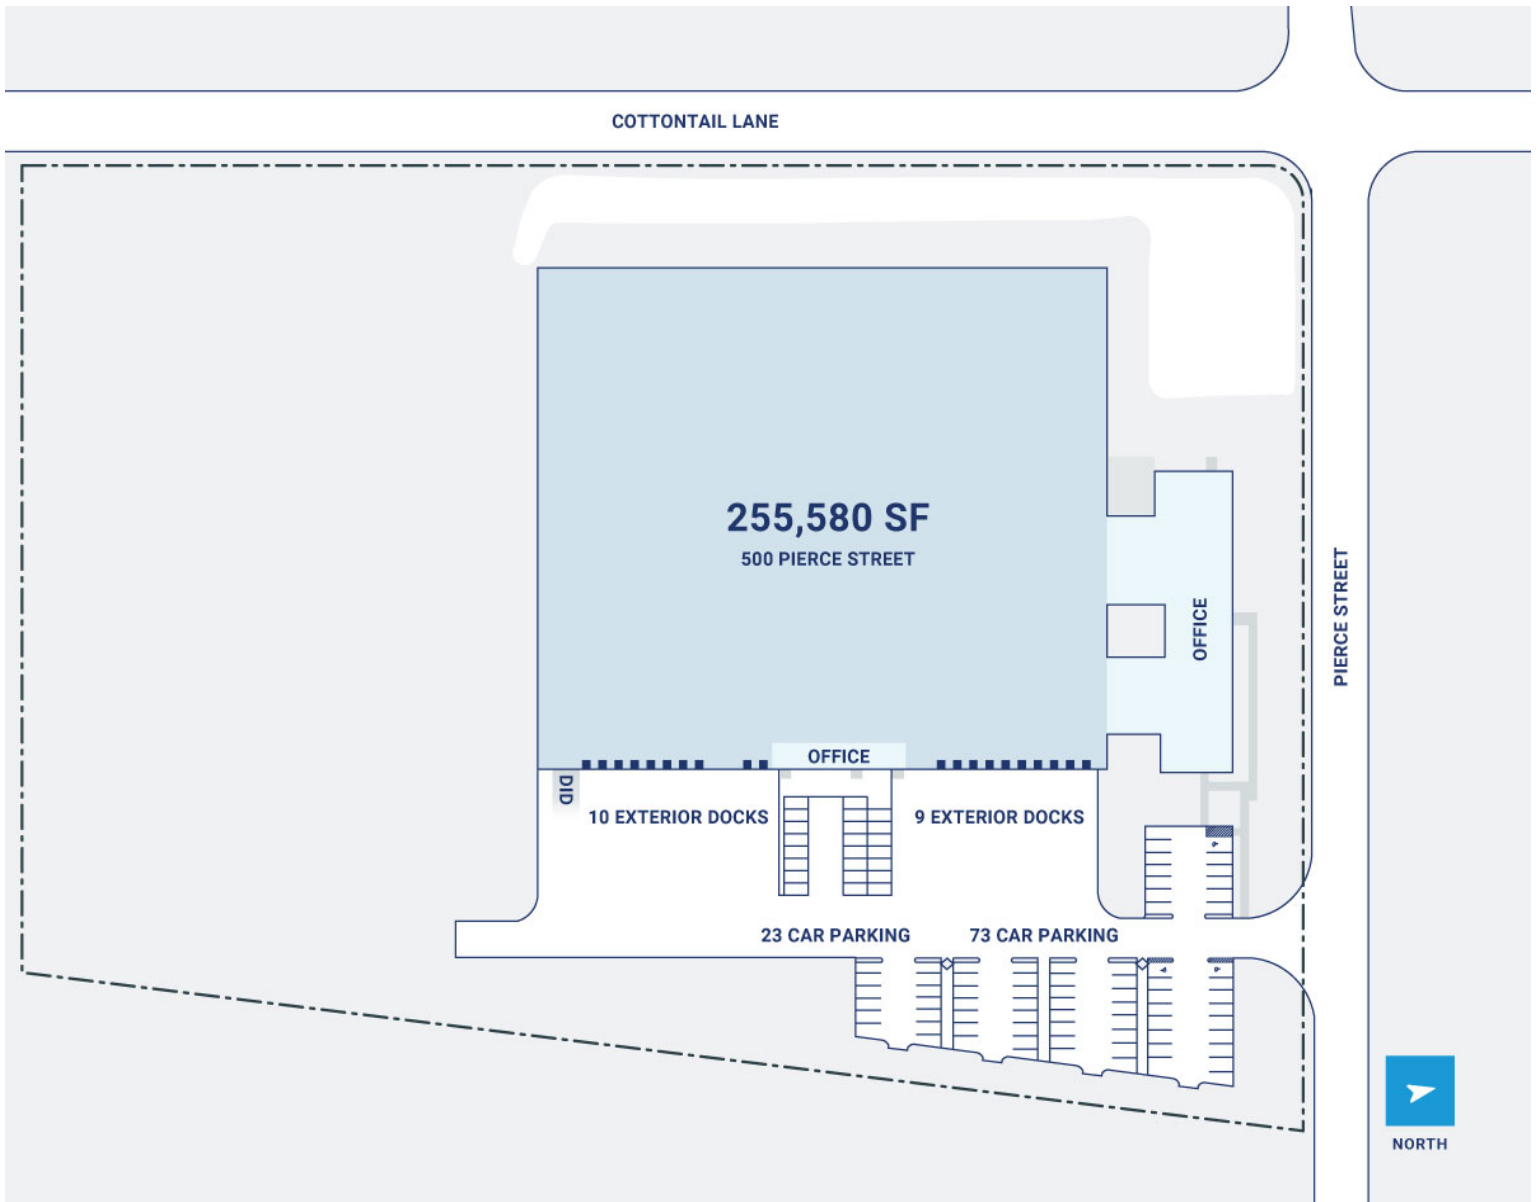 COTTONTAIL LANE
255,580 SF
500 PIERCE STREET
OFFICE
PIERCE STREET
OFFICE
DID
10 EXTERIOR DOCKS
9 EXTERIOR DOCKS
23 CAR PARKING
73 CAR PARKING
NORTH